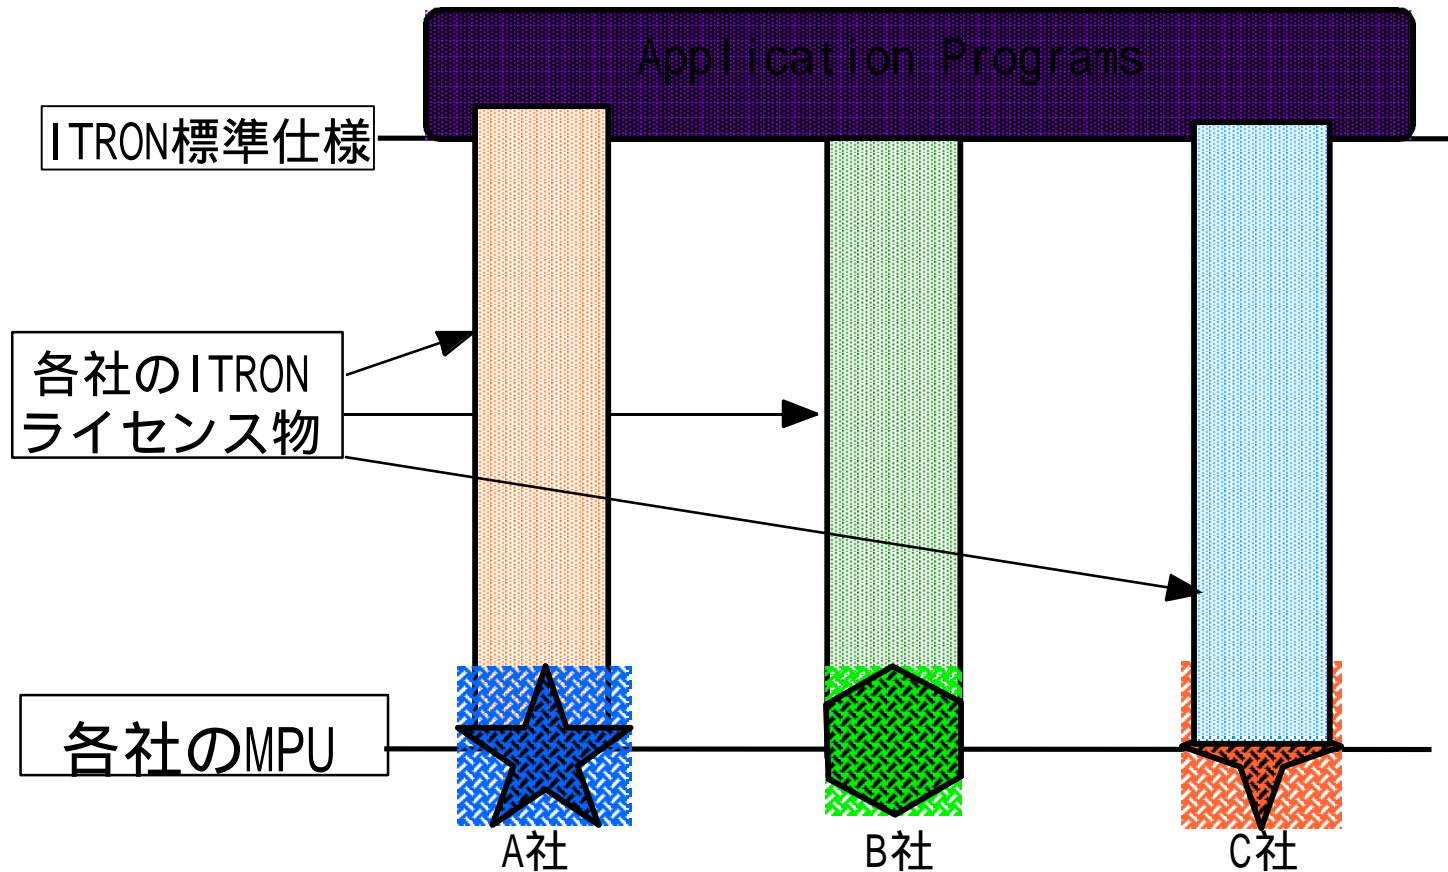 Application Programs
ITRON標準仕様
各社のITRON
ライセンス物
各社のMPU
A社
B社
C社